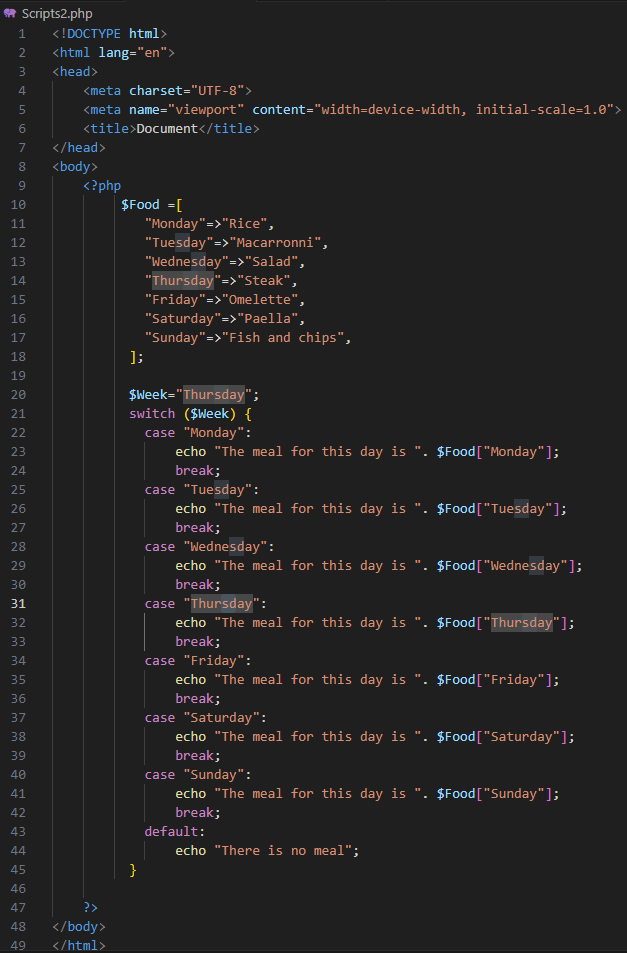 Scripts2.php
1 <!DOCTYPE html>
2 <html lang="en">
3 <head>
4 <meta charset="UTF-8">
5 <meta name="viewport" content="width=device-width, initial-scale=1.0">
6 <title>Document</title>
7 </head>
8 <body>
9 <?php
10 $Food =[
11 "Monday"=>"Rice",
12 "Tuesday"=>"Macarronni",
13 "Wednesday"=>"Salad",
14 "Thursday"=>"Steak",
15 "Friday"=>"Omelette",
16 "Saturday"=>"Paella",
17 "Sunday"=>"Fish and chips",
18 ];
19
20 $Week="Thursday";
21 switch ($Week) {
22 case "Monday":
23 echo "The meal for this day is ". $Food["Monday"];
24 break;
25 case "Tuesday":
26 echo "The meal for this day is ". $Food["Tuesday"];
27 break;
28 case "Wednesday":
29 echo "The meal for this day is ". $Food["Wednesday"];
30 break;
31 case "Thursday":
32 echo "The meal for this day is ". $Food["Thursday"];
33 break;
34 case "Friday":
35 echo "The meal for this day is ". $Food["Friday"];
36 break;
37 case "Saturday":
38 echo "The meal for this day is ". $Food["Saturday"];
39 break;
40 case "Sunday":
41 echo "The meal for this day is ". $Food["Sunday"];
42 break;
43 default:
44 echo "There is no meal";
45 }
46
47 ?>
48 </body>
49 </html>